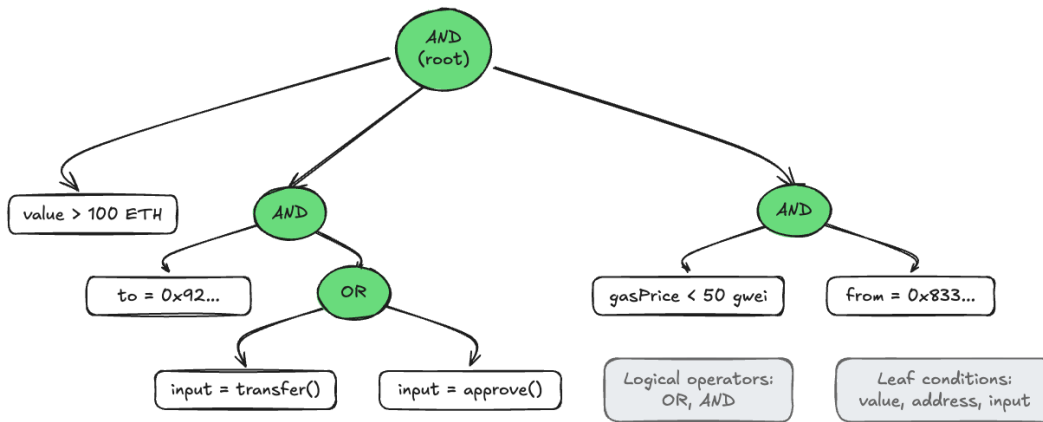 AND
(root)
value > 100 ETH
AND
AND
to = 0x92...
OR
gasPrice < 50 gwei
from = 0x833...
input = transfer()
input = approve()
Logical operators:
OR, AND
Leaf conditions:
value, address, input